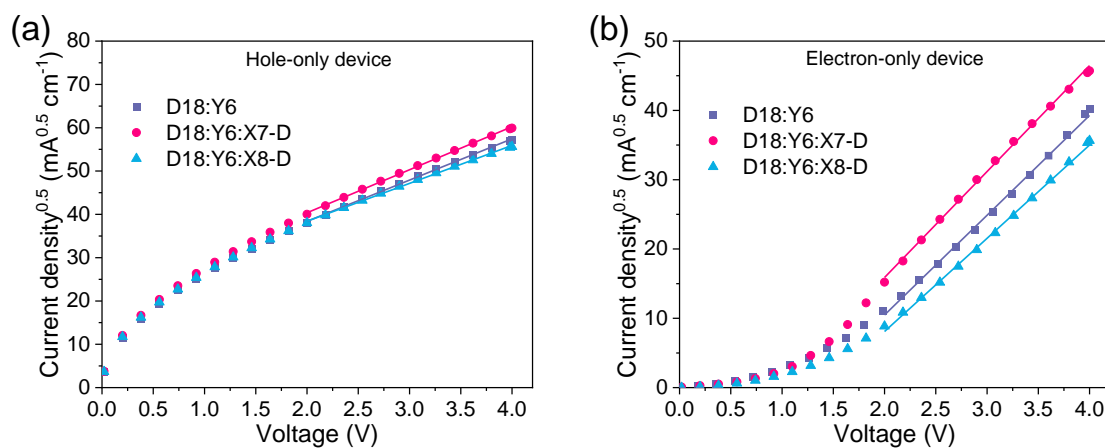 (a)
Hole-only device
D18:Y6
D18:Y6:X7-D
D18:Y6:X8-D
80
70
60
50
40
30
20
10
0
Current density^0.5 (mA^0.5 cm^-1)
0.0 0.5 1.0 1.5 2.0 2.5 3.0 3.5 4.0
Voltage (V)
(b)
Electron-only device
D18:Y6
D18:Y6:X7-D
D18:Y6:X8-D
50
40
30
20
10
0
Current density^0.5 (mA^0.5 cm^-1)
0.0 0.5 1.0 1.5 2.0 2.5 3.0 3.5 4.0
Voltage (V)